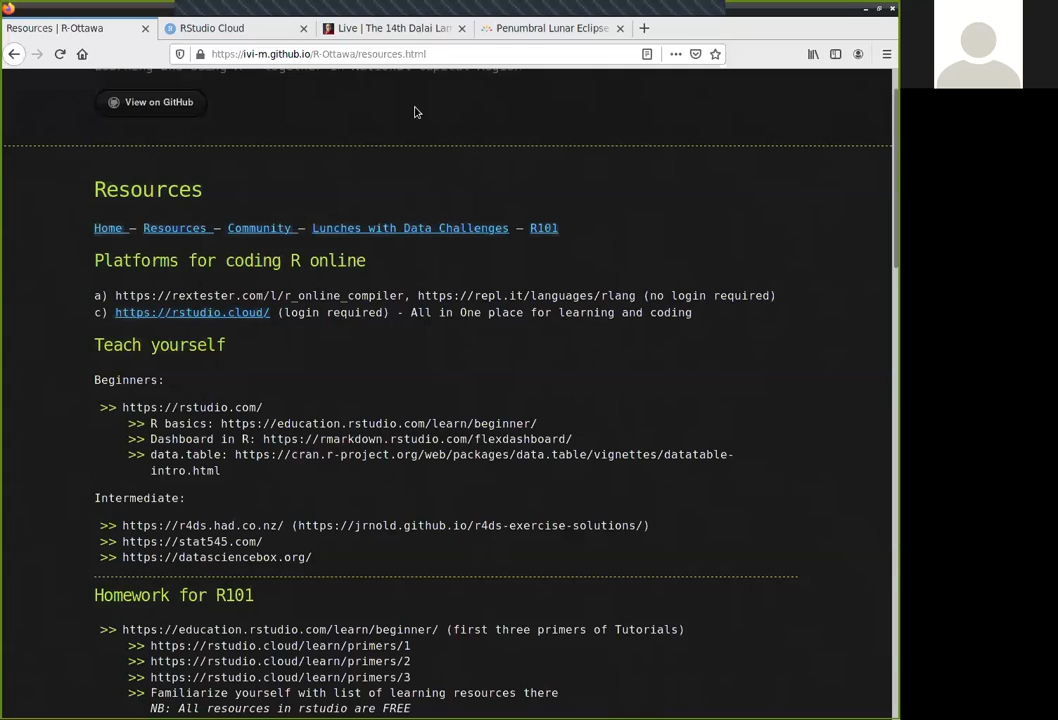 Resources | R-Ottawa
RStudio Cloud
Live | The 14th Dalai Lam
Penumbral Lunar Eclipse
https://ivi-m.github.io/R-Ottawa/resources.html
View on GitHub
Resources
Home – Resources – Community – Lunches with Data Challenges – R101
Platforms for coding R online
a) https://rextester.com/l/r_online_compiler, https://repl.it/languages/rlang (no login required)
c) https://rstudio.cloud/ (login required) - All in One place for learning and coding
Teach yourself
Beginners:
>> https://rstudio.com/
>> R basics: https://education.rstudio.com/learn/beginner/
>> Dashboard in R: https://rmarkdown.rstudio.com/flexdashboard/
>> data.table: https://cran.r-project.org/web/packages/data.table/vignettes/datatable-
intro.html
Intermediate:
>> https://r4ds.had.co.nz/ (https://jrnold.github.io/r4ds-exercise-solutions/)
>> https://stat545.com/
>> https://datasciencebox.org/
Homework for R101
>> https://education.rstudio.com/learn/beginner/ (first three primers of Tutorials)
>> https://rstudio.cloud/learn/primers/1
>> https://rstudio.cloud/learn/primers/2
>> https://rstudio.cloud/learn/primers/3
>> Familiarize yourself with list of learning resources there
NB: All resources in rstudio are FREE